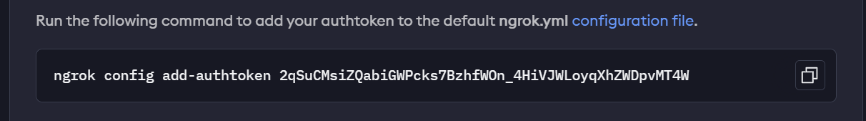 Run the following command to add your authtoken to the default ngrok.yml configuration file.
ngrok config add-authtoken 2qSuCMsiZQabiGWPcks7BzhfWOn_4HiVJWLoyqXhZWDpvMT4W